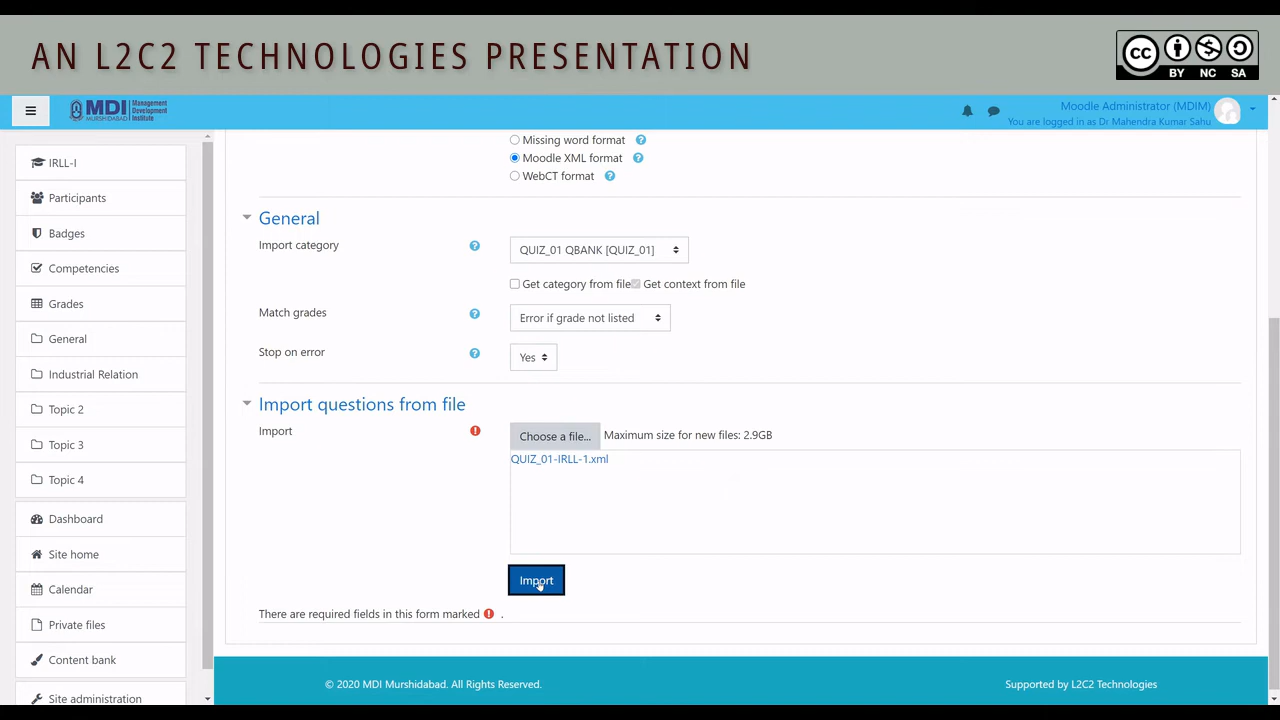 AN L2C2 TECHNOLOGIES PRESENTATION
CC BY NC SA
MDI MURSHIDABAD Management Development Institute
Moodle Administrator (MDIM)
You are logged in as Dr Mahendra Kumar Sahu
IRLL-I
Participants
Badges
Competencies
Grades
General
Industrial Relation
Topic 2
Topic 3
Topic 4
Dashboard
Site home
Calendar
Private files
Content bank
Site administration
Missing word format
Moodle XML format
WebCT format
General
Import category
QUIZ_01 QBANK [QUIZ_01]
Get category from file Get context from file
Match grades
Error if grade not listed
Stop on error
Yes
Import questions from file
Import
Choose a file... Maximum size for new files: 2.9GB
QUIZ_01-IRLL-1.xml
Import
There are required fields in this form marked .
© 2020 MDI Murshidabad. All Rights Reserved.
Supported by L2C2 Technologies